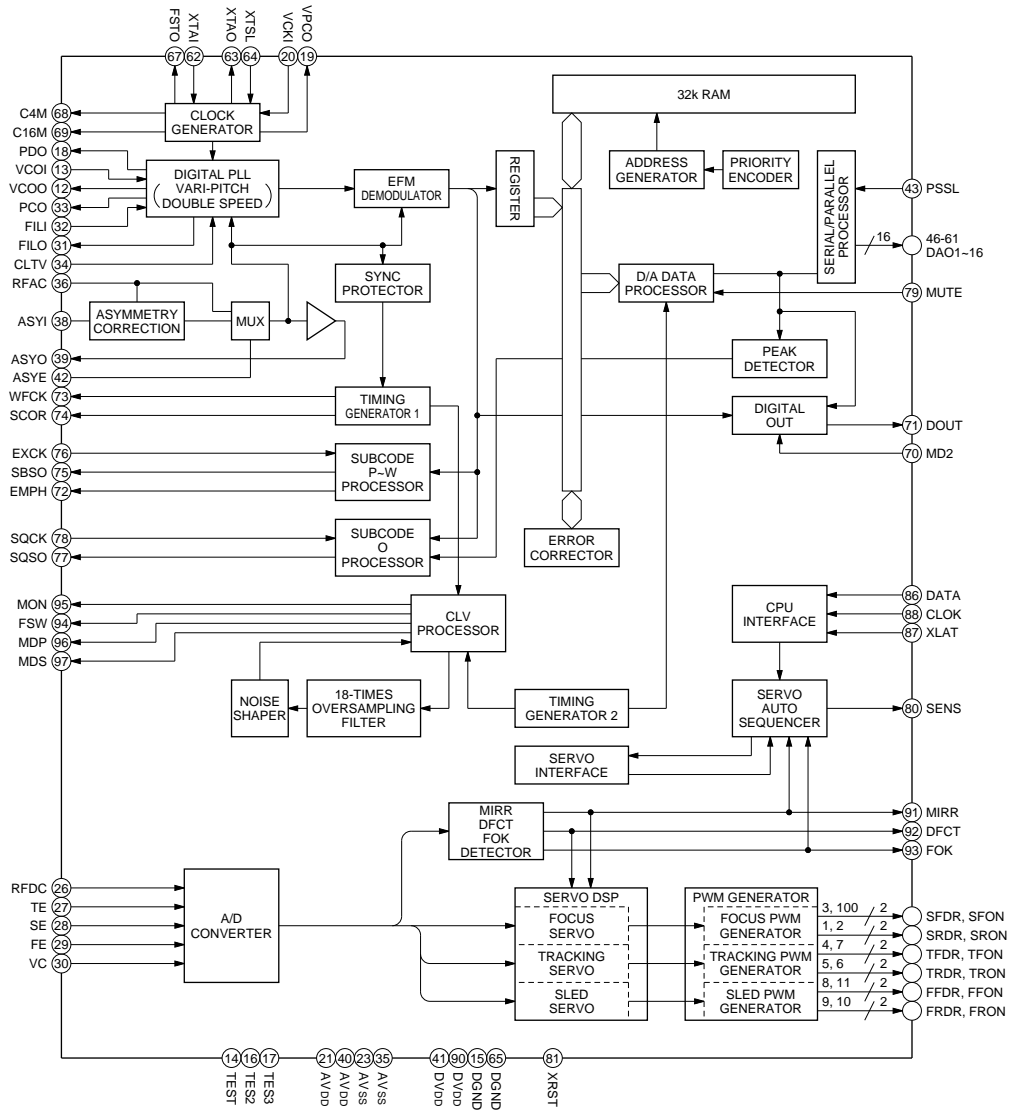 FSTO
XTAI
XTAO
XTSL
VCKI
VPCO
67 62 63 64 20 19
C4M 68
C16M 69
PDO 18
VCOI 13
VCOO 12
PCO 33
FILI 32
FILO 31
CLTV 34
RFAC 36
ASYI 38
ASYO 39
ASYE 42
WFCK 73
SCOR 74
EXCK 76
SBSO 75
EMPH 72
SQCK 78
SQSO 77
MON 95
FSW 94
MDP 96
MDS 97
RFDC 26
TE 27
SE 28
FE 29
VC 30
CLOCK
GENERATOR
DIGITAL PLL
VARI-PITCH
DOUBLE SPEED
( )
EFM
DEMODULATOR
REGISTER
32k RAM
ADDRESS
GENERATOR
PRIORITY
ENCODER
SERIAL/PARALLEL
PROCESSOR
SYNC
PROTECTOR
D/A DATA
PROCESSOR
ASYMMETRY
CORRECTION
MUX
PEAK
DETECTOR
TIMING
GENERATOR 1
DIGITAL
OUT
SUBCODE
P~W
PROCESSOR
SUBCODE
O
PROCESSOR
ERROR
CORRECTOR
CLV
PROCESSOR
CPU
INTERFACE
NOISE
SHAPER
18-TIMES
OVERSAMPLING
FILTER
TIMING
GENERATOR 2
SERVO
AUTO
SEQUENCER
SERVO
INTERFACE
MIRR
DFCT
FOK
DETECTOR
A/D
CONVERTER
SERVO DSP
FOCUS
SERVO
TRACKING
SERVO
SLED
SERVO
PWM GENERATOR
FOCUS PWM
GENERATOR
TRACKING PWM
GENERATOR
SLED PWM
GENERATOR
43 PSSL
16 46-61
DAO1~16
79 MUTE
71 DOUT
70 MD2
86 DATA
88 CLOK
87 XLAT
80 SENS
91 MIRR
92 DFCT
93 FOK
3, 100 2 SFDR, SFON
1, 2 2 SRDR, SRON
4, 7 2 TFDR, TFON
5, 6 2 TRDR, TRON
8, 11 2 FFDR, FFON
9, 10 2 FRDR, FRON
14 16 17 21 40 23 35 41 90 15 65 81
TEST
TES2
TES3
AVDD
AVDD
AVSS
AVSS
DVDD
DVDD
DGND
DGND
XRST